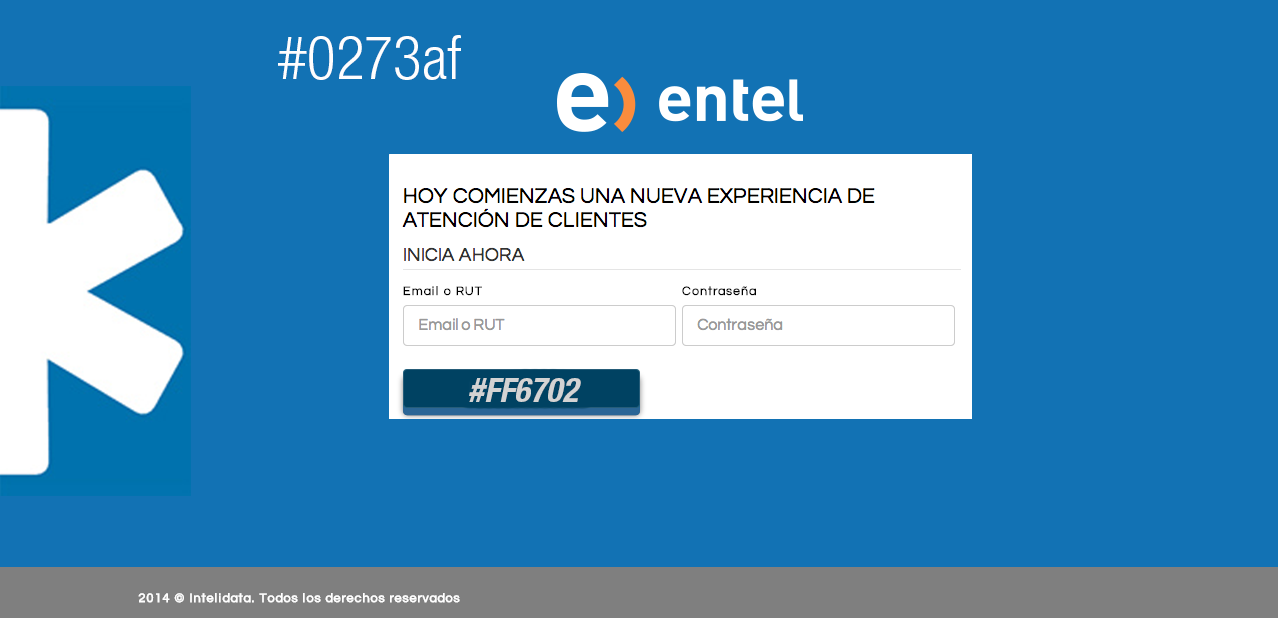 #0273af
e) entel
HOY COMIENZAS UNA NUEVA EXPERIENCIA DE
ATENCIÓN DE CLIENTES
INICIA AHORA
Email o RUT Contraseña
Email o RUT Contraseña
#FF6702
2014 @ Intelidata. Todos los derechos reservados